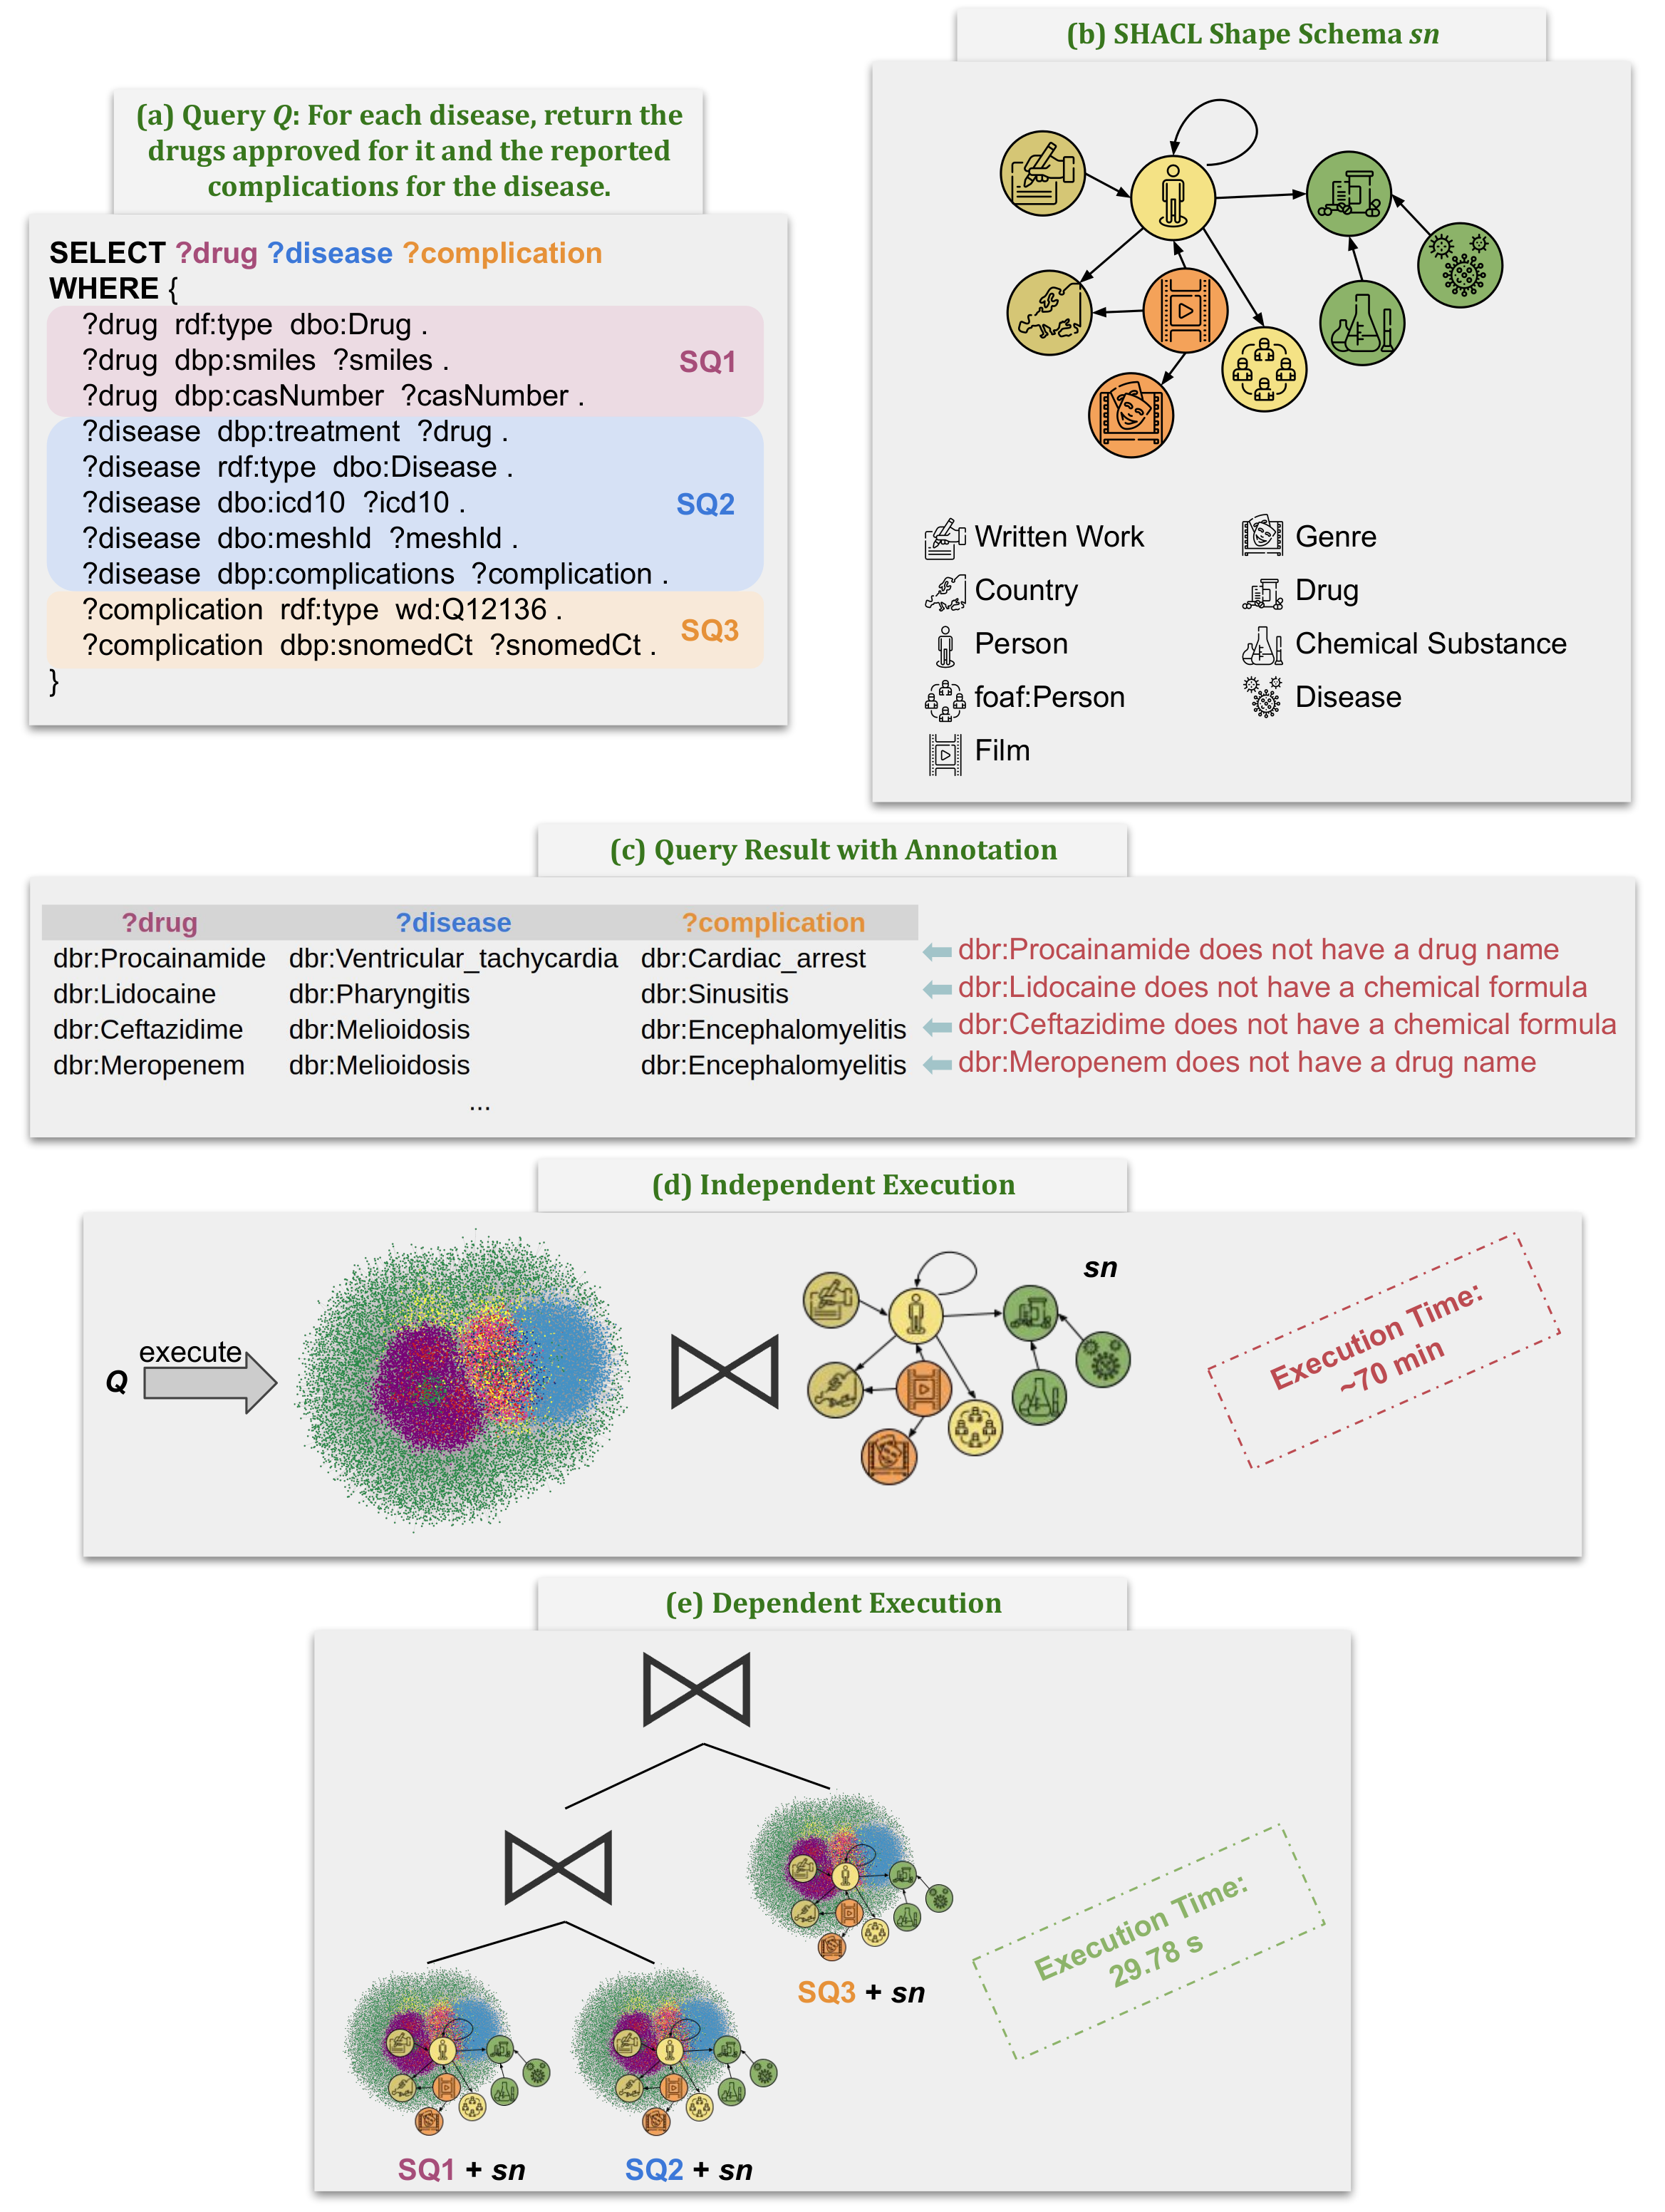 (a) Query Q: For each disease, return the
drugs approved for it and the reported
complications for the disease.
SELECT ?drug ?disease ?complication
WHERE {
?drug rdf:type dbo:Drug .
?drug dbp:smiles ?smiles .
?drug dbp:casNumber ?casNumber .
SQ1
?disease dbp:treatment ?drug .
?disease rdf:type dbo:Disease .
?disease dbo:icd10 ?icd10 .
?disease dbo:meshId ?meshId .
?disease dbp:complications ?complication .
SQ2
?complication rdf:type wd:Q12136 .
?complication dbp:snomedCt ?snomedCt .
SQ3
}
(b) SHACL Shape Schema sn
Written Work
Country
Person
foaf:Person
Film
Genre
Drug
Chemical Substance
Disease
(c) Query Result with Annotation
?drug ?disease ?complication
dbr:Procainamide dbr:Ventricular_tachycardia dbr:Cardiac_arrest dbr:Procainamide does not have a drug name
dbr:Lidocaine dbr:Pharyngitis dbr:Sinusitis dbr:Lidocaine does not have a chemical formula
dbr:Ceftazidime dbr:Melioidosis dbr:Encephalomyelitis dbr:Ceftazidime does not have a chemical formula
dbr:Meropenem dbr:Melioidosis dbr:Encephalomyelitis dbr:Meropenem does not have a drug name
...
(d) Independent Execution
Q
execute
sn
Execution Time:
~70 min
(e) Dependent Execution
SQ3 + sn
Execution Time:
29.78 s
SQ1 + sn
SQ2 + sn